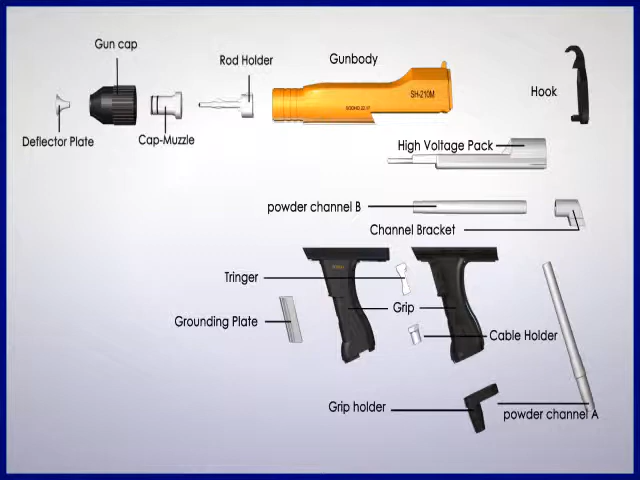 Gun cap
Rod Holder
Gunbody
Hook
SH-210M
Deflector Plate
Cap-Muzzle
High Voltage Pack
powder channel B
Channel Bracket
Tringer
Grip
Grounding Plate
Cable Holder
Grip holder
powder channel A